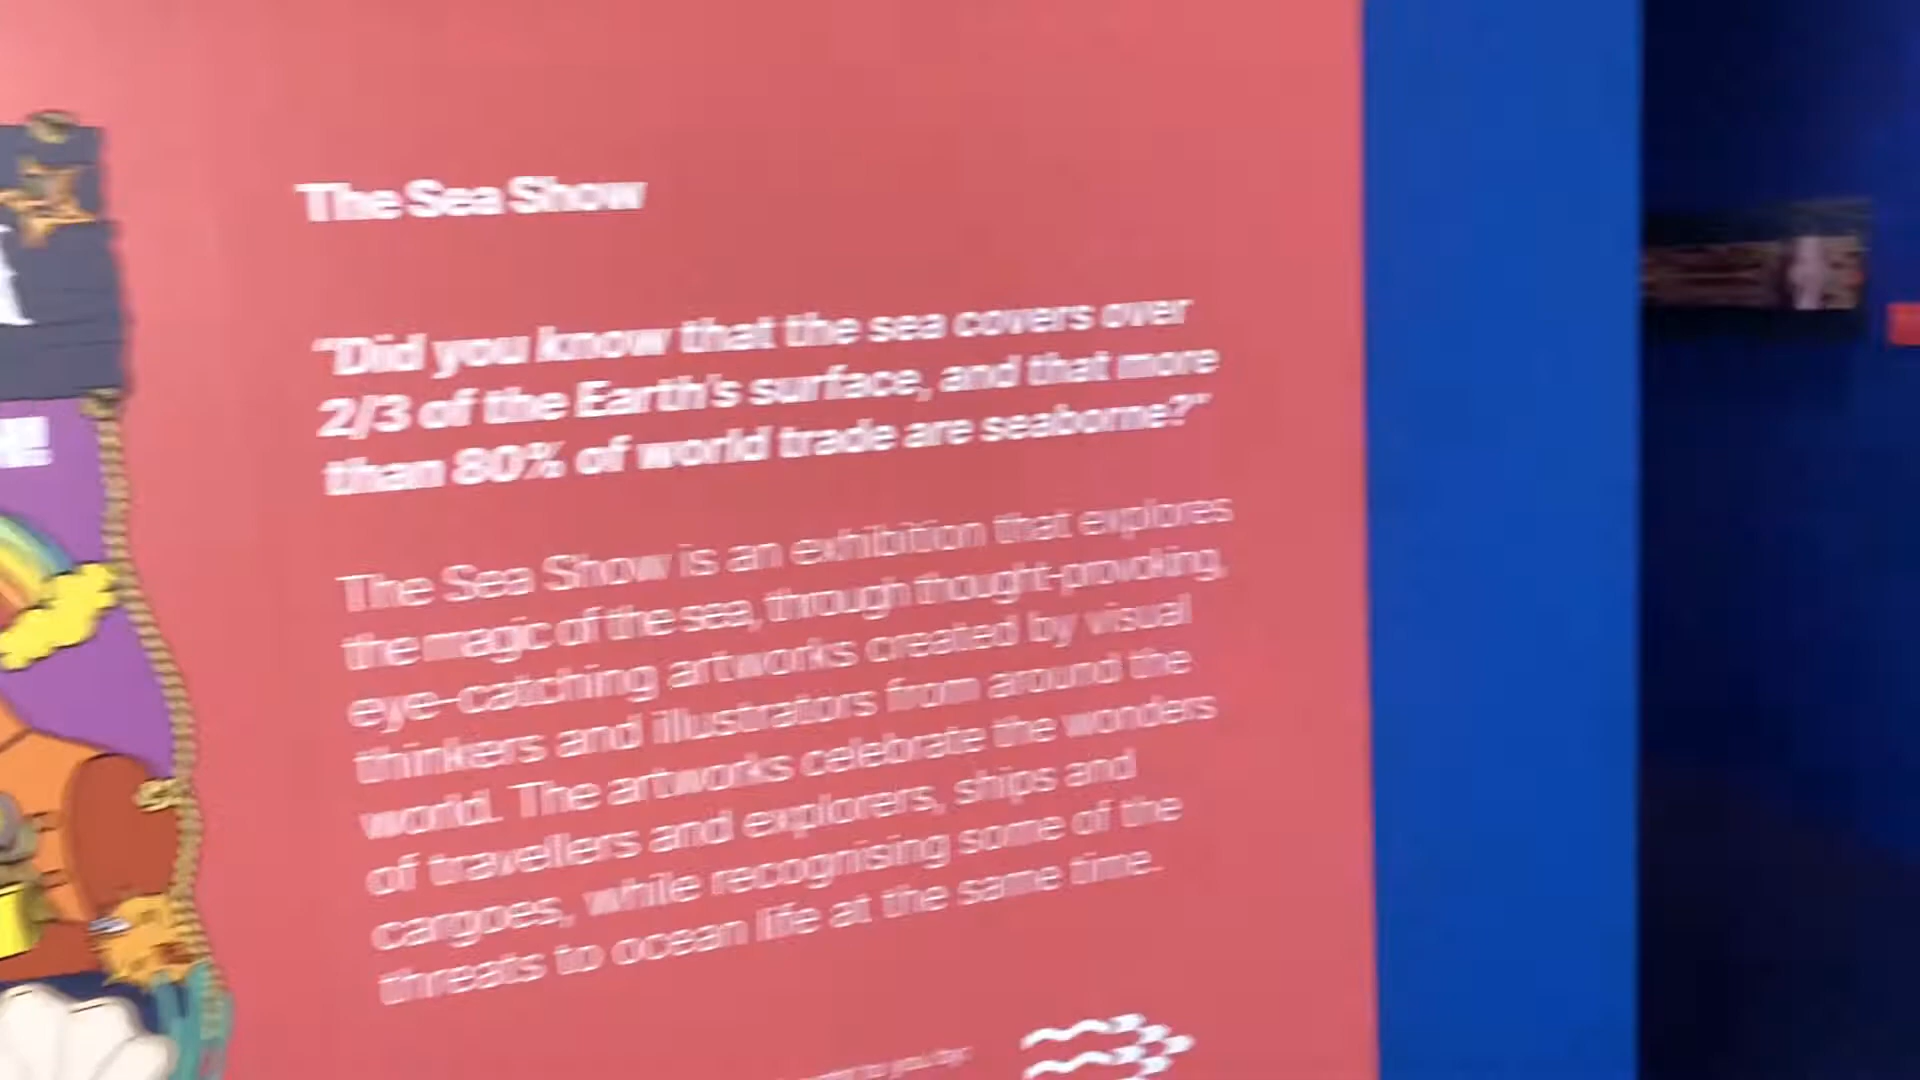 The Sea Show
"Did you know that the sea covers over
2/3 of the Earth's surface, and that more
than 80% of world trade are seaborne?"
The Sea Show is an exhibition that explores
the magic of the sea, through thought-provoking,
eye-catching artworks created by visual
thinkers and illustrators from around the
world. The artworks celebrate the wonders
of travellers and explorers, ships and
cargoes, while recognising some of the
threats to ocean life at the same time.